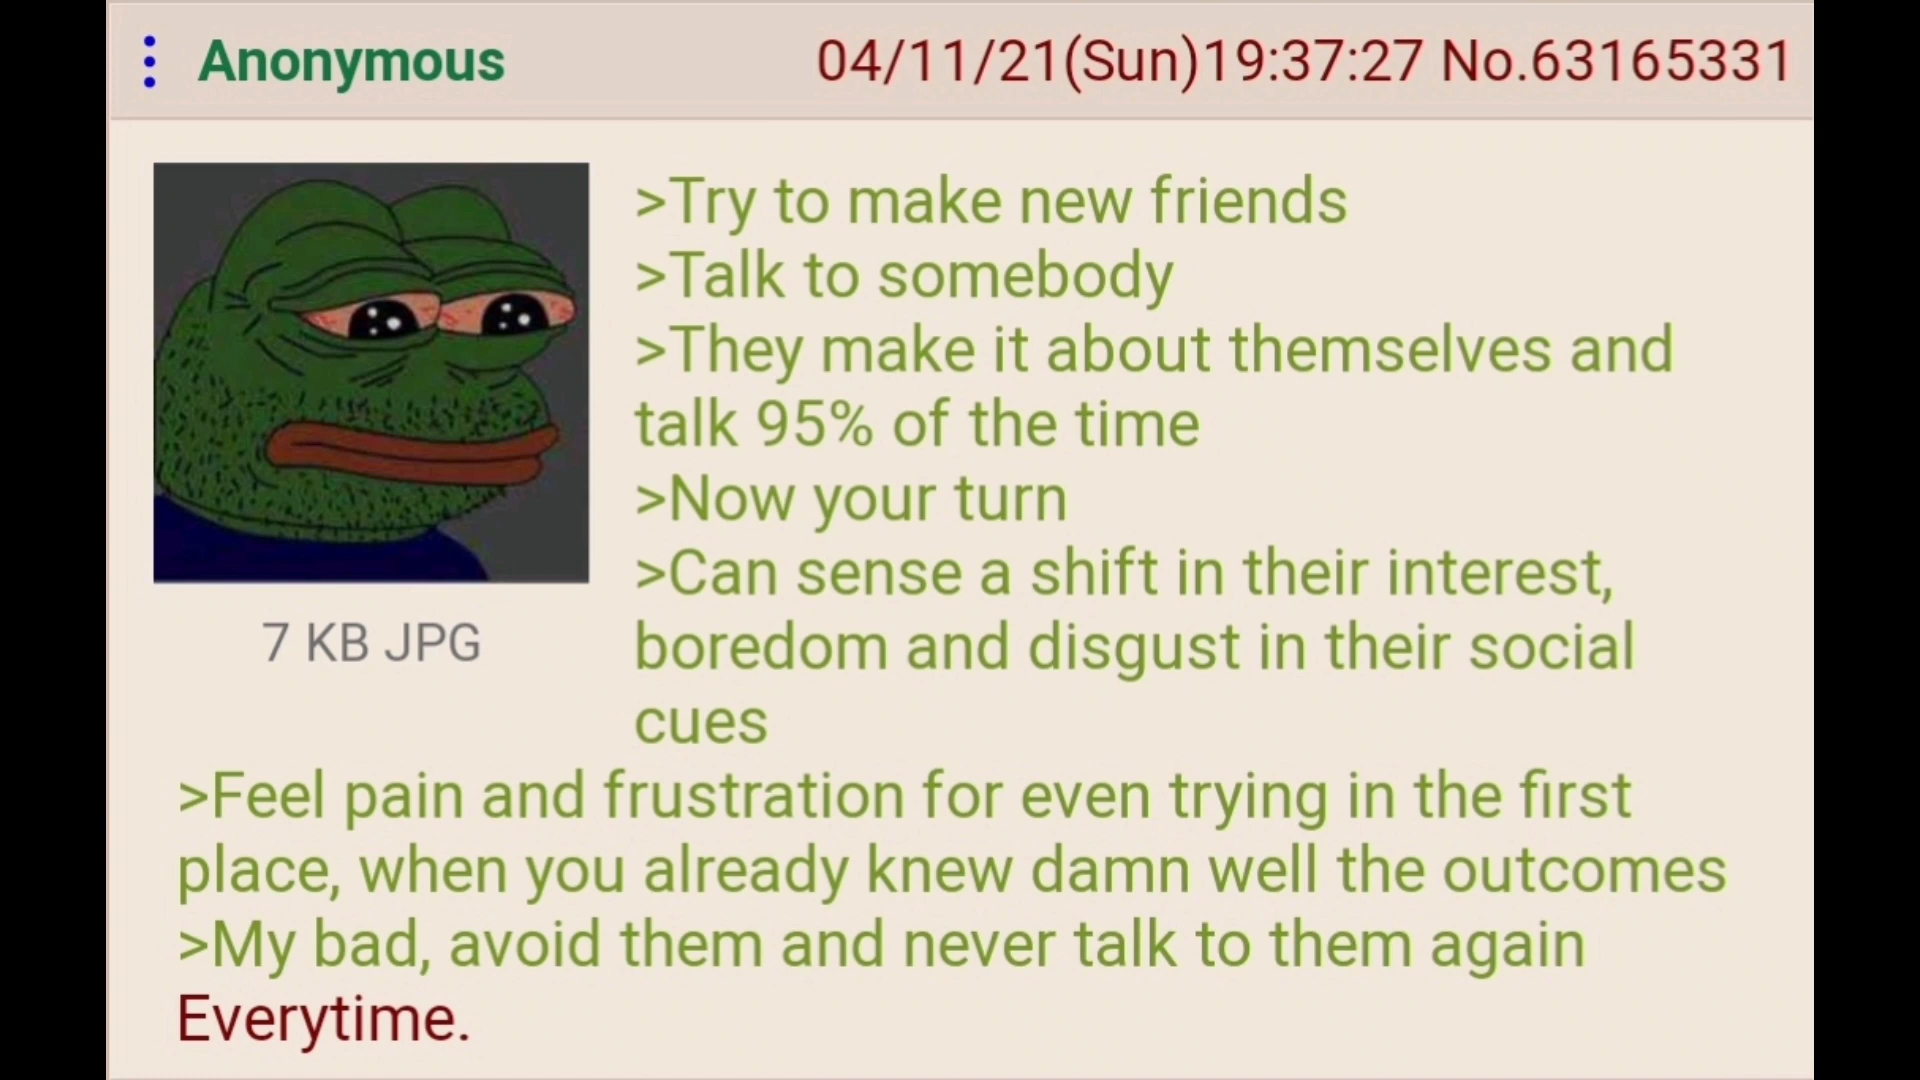 Anonymous 04/11/21(Sun)19:37:27 No.63165331
>Try to make new friends
>Talk to somebody
>They make it about themselves and
talk 95% of the time
>Now your turn
>Can sense a shift in their interest,
boredom and disgust in their social
cues
7 KB JPG
>Feel pain and frustration for even trying in the first
place, when you already knew damn well the outcomes
>My bad, avoid them and never talk to them again
Everytime.